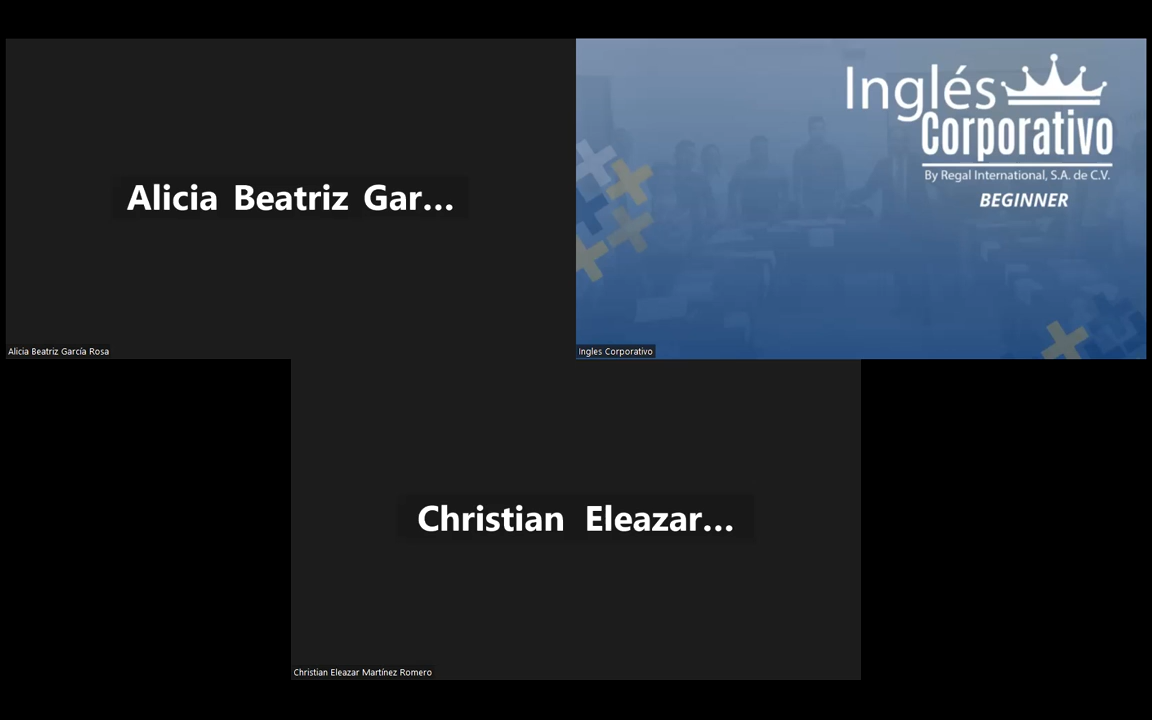 Alicia Beatriz Gar...
Alicia Beatriz García Rosa
Inglés
Corporativo
By Regal International, S.A. de C.V.
BEGINNER
Ingles Corporativo
Christian Eleazar...
Christian Eleazar Martínez Romero